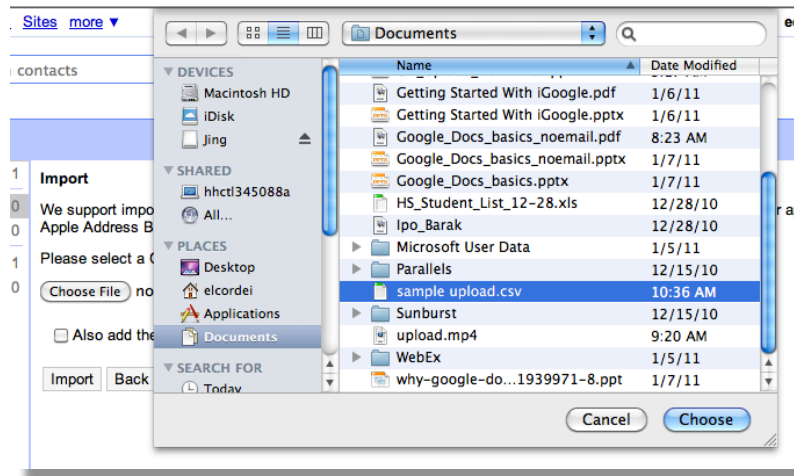 Sites more ▼
Documents
e
contacts
Name Date Modified
DEVICES
Macintosh HD
iDisk
Jing
SHARED
hhctl345088a
All...
PLACES
Desktop
elcordei
Applications
Documents
SEARCH FOR
Today
Getting Started With iGoogle.pdf 1/6/11
Getting Started With iGoogle.pptx 1/6/11
Google_Docs_basics_noemail.pdf 8:23 AM
Google_Docs_basics_noemail.pptx 1/7/11
Google_Docs_basics.pptx 1/7/11
HS_Student_List_12-28.xls 12/28/10
Ipo_Barak 12/28/10
Microsoft User Data 1/5/11
Parallels 12/15/10
sample upload.csv 10:36 AM
Sunburst 12/15/10
upload.mp4 9:20 AM
WebEx 1/5/11
why-google-do...1939971-8.ppt 1/7/11
Cancel Choose
1
0
0
1
0
Import
We support impo
r a
Apple Address B
Please select a C
Choose File no
Also add the
Import Back